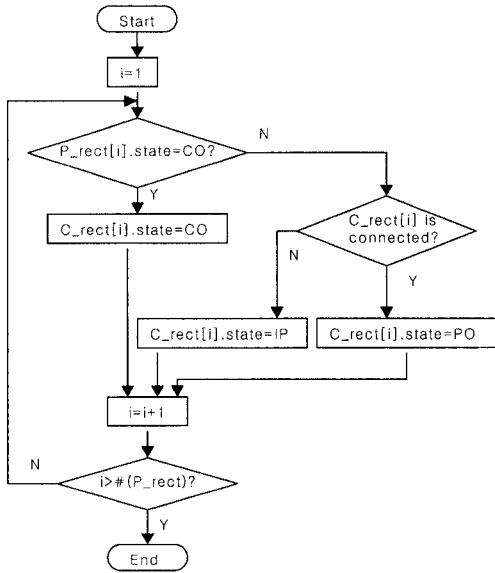 Start
i=1
P_rect[i].state=CO?
N
Y
C_rect[i].state=CO
C_rect[i] is
connected?
N
Y
C_rect[i].state=IP
C_rect[i].state=PO
i=i+1
N
i>#(P_rect)?
Y
End